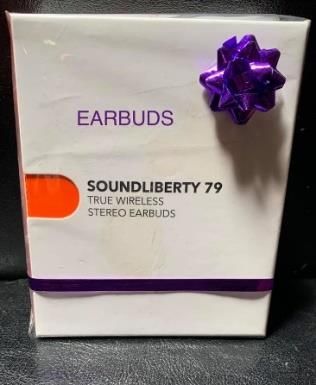 EARBUDS
SOUNDLIBERTY 79
TRUE WIRELESS
STEREO EARBUDS